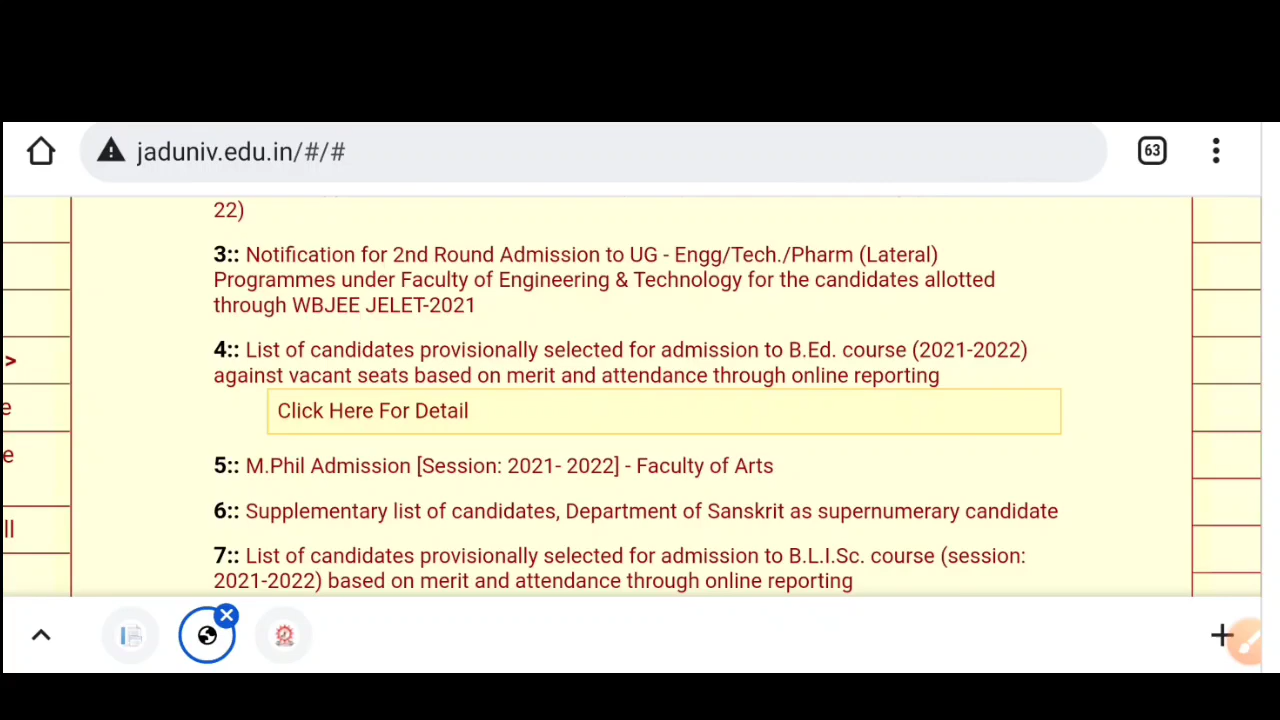 jaduniv.edu.in/#/#
63
22)
3:: Notification for 2nd Round Admission to UG - Engg/Tech./Pharm (Lateral)
Programmes under Faculty of Engineering & Technology for the candidates allotted
through WBJEE JELET-2021
4:: List of candidates provisionally selected for admission to B.Ed. course (2021-2022)
>
against vacant seats based on merit and attendance through online reporting
e
Click Here For Detail
e
5:: M.Phil Admission [Session: 2021- 2022] - Faculty of Arts
6:: Supplementary list of candidates, Department of Sanskrit as supernumerary candidate
ll
7:: List of candidates provisionally selected for admission to B.L.I.Sc. course (session:
2021-2022) based on merit and attendance through online reporting